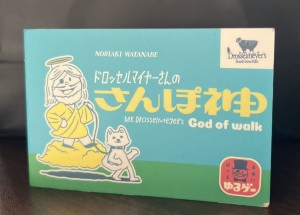 NORIAKI WATANABE
Drosselmeyer's
ドロッセルマイヤーさんの
さんぽ神
MR. DROSSELMEYER'S God of walk
ゆるゲー